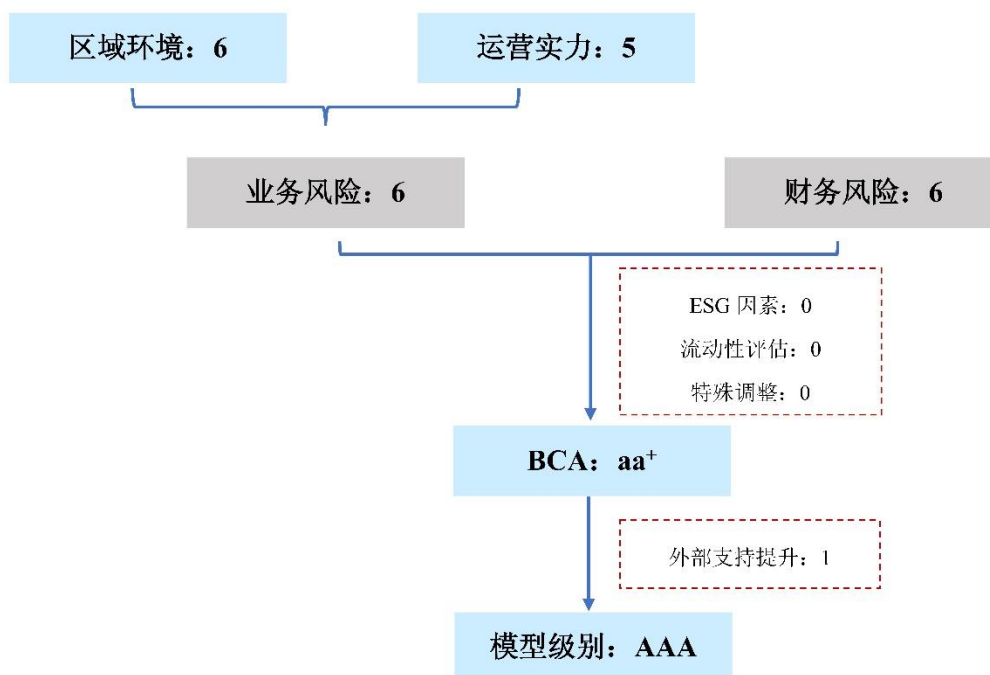 区域环境：6
运营实力：5
业务风险：6
财务风险：6
ESG 因素：0
流动性评估：0
特殊调整：0
BCA：aa⁺
外部支持提升：1
模型级别：AAA